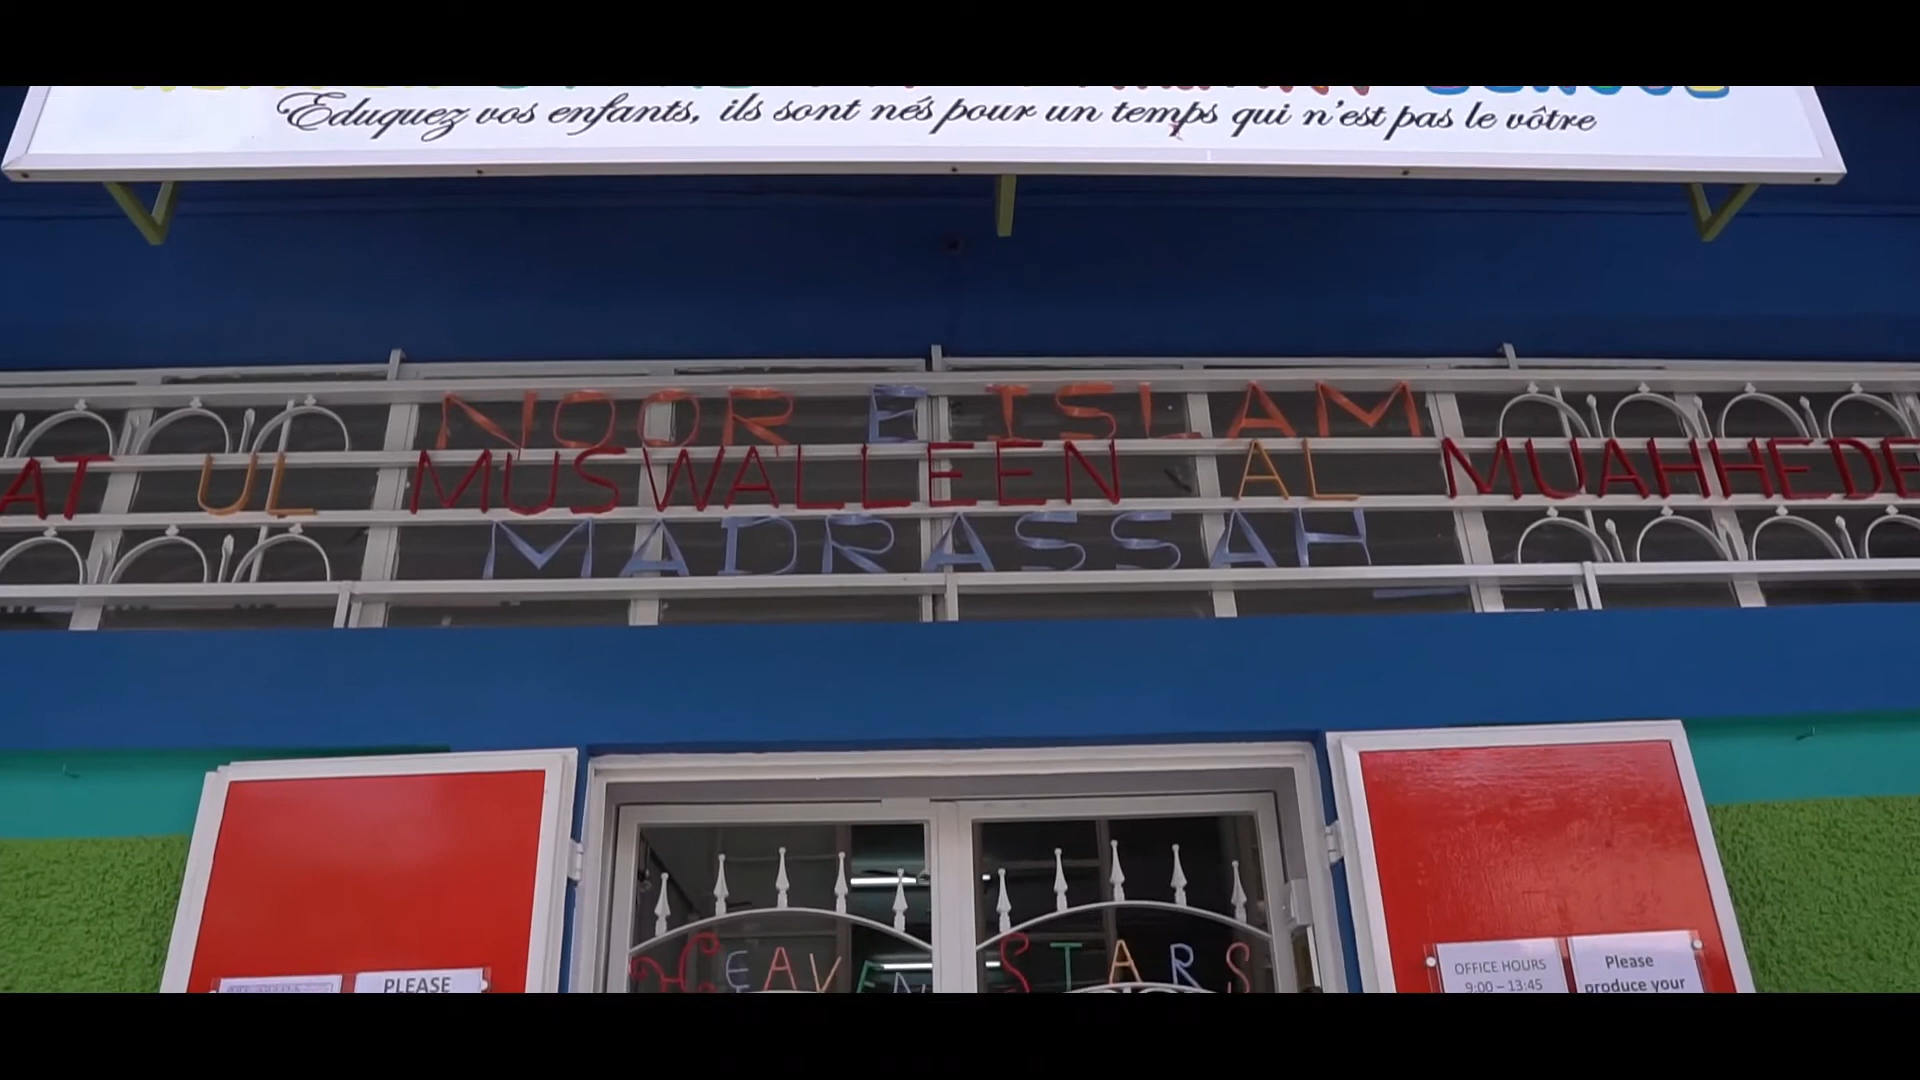 Eduquez vos enfants, ils sont nés pour un temps qui n'est pas le vôtre
NOOR E ISLAM
AT UL MUSWALLEEN AL MUAHHEDE
MADRASSAH
HEAVEN STARS
PLEASE
OFFICE HOURS
9:00 – 13:45
Please
produce your